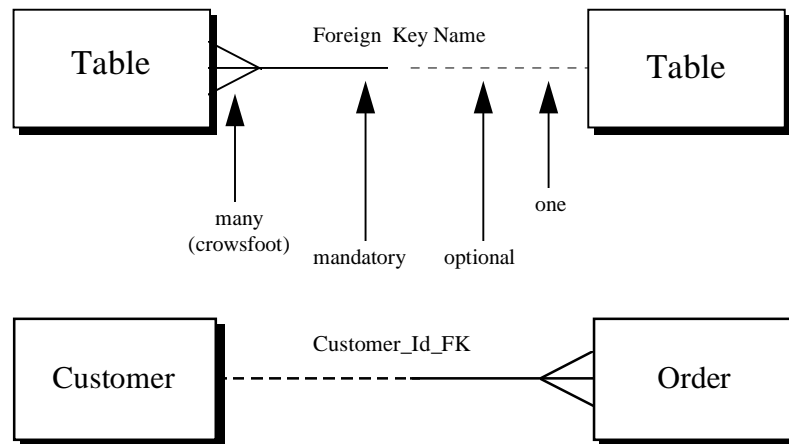 Foreign Key Name
Table
Table
many
(crowsfoot)
mandatory
optional
one
Customer_Id_FK
Customer
Order